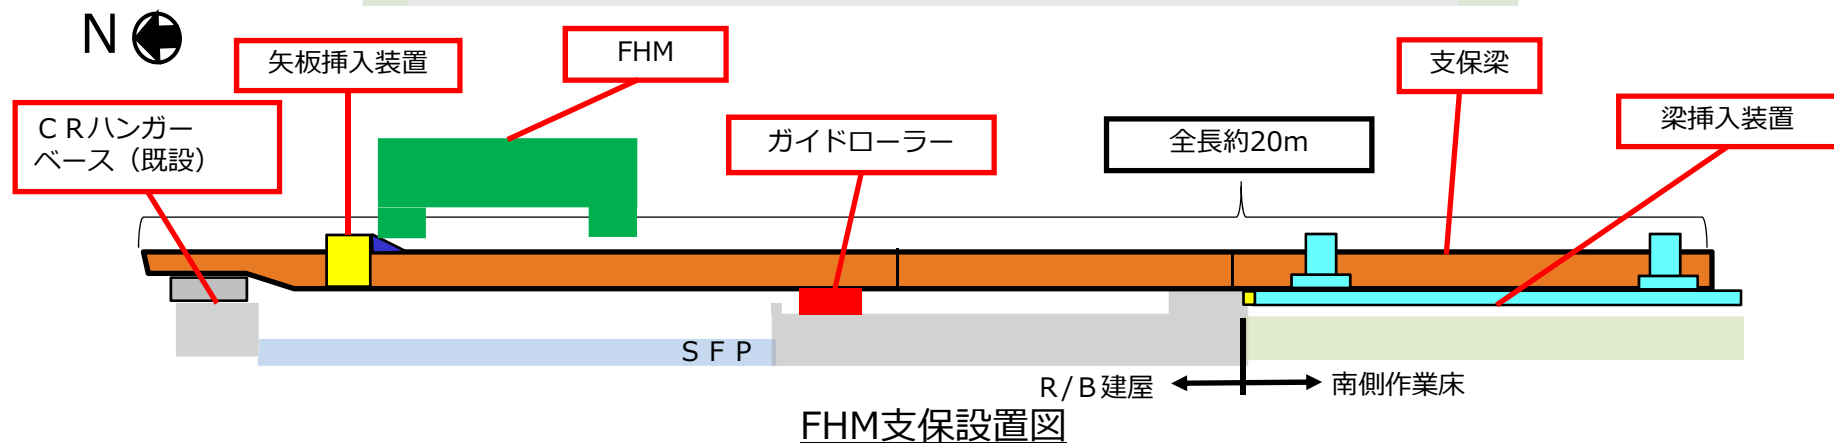 N
矢板挿入装置
FHM
支保梁
ＣＲハンガー
ベース（既設）
ガイドローラー
全長約20m
梁挿入装置
ＳＦＰ
R/B建屋
南側作業床
FHM支保設置図